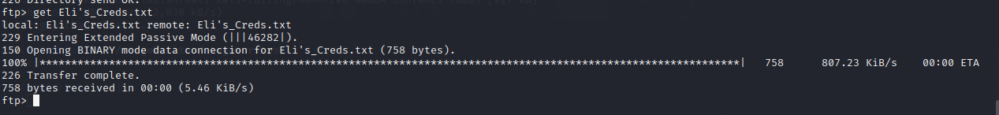 226 Directory send OK.
ftp> get Eli's_Creds.txt
local: Eli's_Creds.txt remote: Eli's_Creds.txt
229 Entering Extended Passive Mode (|||46282|).
150 Opening BINARY mode data connection for Eli's_Creds.txt (758 bytes).
100% |*****************************************************************************************************************| 758 807.23 KiB/s 00:00 ETA
226 Transfer complete.
758 bytes received in 00:00 (5.46 KiB/s)
ftp>